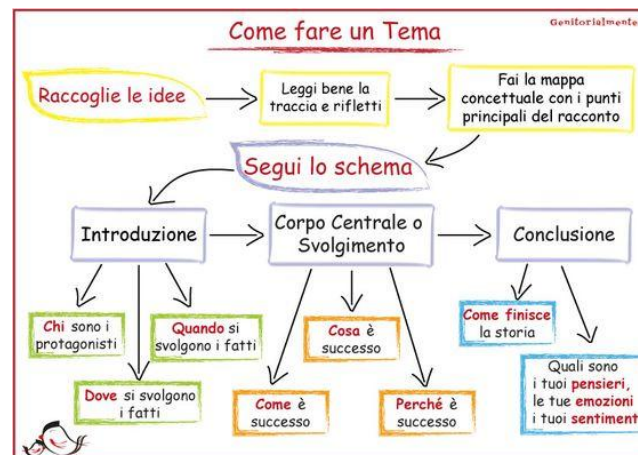 Come fare un Tema
Genitorialmente
Raccoglie le idee
Leggi bene la
traccia e rifletti
Fai la mappa
concettuale con i punti
principali del racconto
Segui lo schema
Introduzione
Corpo Centrale o
Svolgimento
Conclusione
Chi sono i
protagonisti
Quando si
svolgono i fatti
Dove si svolgono
i fatti
Cosa è
successo
Come è
successo
Perché è
successo
Come finisce
la storia
Quali sono
i tuoi pensieri,
le tue emozioni
i tuoi sentiment